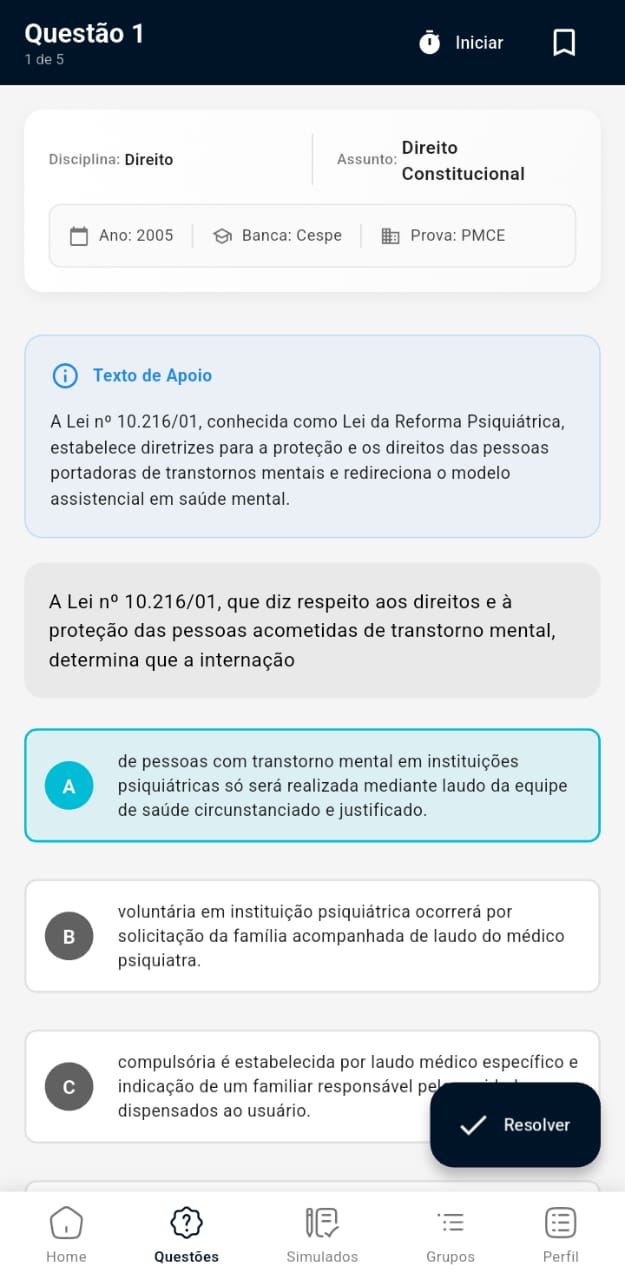 Questão 1
1 de 5
Iniciar
Disciplina: Direito
Assunto: Direito
Constitucional
Ano: 2005
Banca: Cespe
Prova: PMCE
Texto de Apoio
A Lei nº 10.216/01, conhecida como Lei da Reforma Psiquiátrica,
estabelece diretrizes para a proteção e os direitos das pessoas
portadoras de transtornos mentais e redireciona o modelo
assistencial em saúde mental.
A Lei nº 10.216/01, que diz respeito aos direitos e à
proteção das pessoas acometidas de transtorno mental,
determina que a internação
A
de pessoas com transtorno mental em instituições
psiquiátricas só será realizada mediante laudo da equipe
de saúde circunstanciado e justificado.
B
voluntária em instituição psiquiátrica ocorrerá por
solicitação da família acompanhada de laudo do médico
psiquiatra.
C
compulsória é estabelecida por laudo médico específico e
indicação de um familiar responsável
dispensados ao usuário.
Resolver
Home
Questões
Simulados
Grupos
Perfil